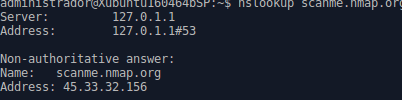 administrador@Xubuntu160464bSP:~$ nslookup scanme.nmap.org
Server: 127.0.1.1
Address: 127.0.1.1#53
Non-authoritative answer:
Name: scanme.nmap.org
Address: 45.33.32.156